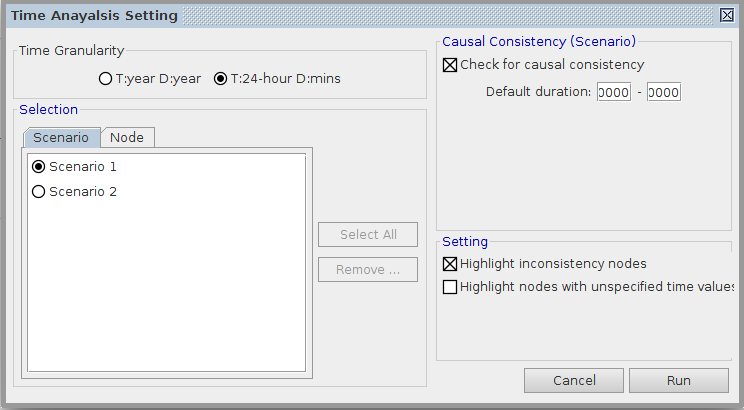 Time Anayalsis Setting
Time Granularity
T:year D:year T:24-hour D:mins
Selection
Scenario Node
Scenario 1
Scenario 2
Select All
Remove ...
Causal Consistency (Scenario)
Check for causal consistency
Default duration: 0000 - 0000
Setting
Highlight inconsistency nodes
Highlight nodes with unspecified time values
Cancel Run